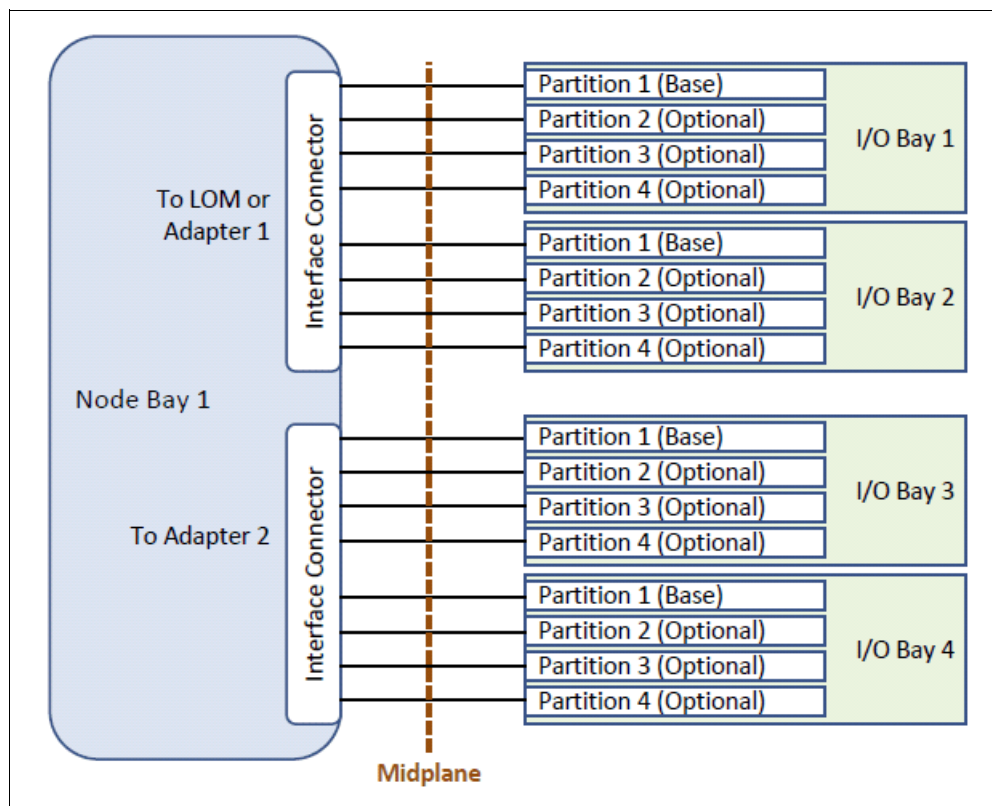 To LOM or
Adapter 1
Interface Connector
Node Bay 1
To Adapter 2
Interface Connector
Midplane
Partition 1 (Base)
Partition 2 (Optional)
Partition 3 (Optional)
Partition 4 (Optional)
I/O Bay 1
Partition 1 (Base)
Partition 2 (Optional)
Partition 3 (Optional)
Partition 4 (Optional)
I/O Bay 2
Partition 1 (Base)
Partition 2 (Optional)
Partition 3 (Optional)
Partition 4 (Optional)
I/O Bay 3
Partition 1 (Base)
Partition 2 (Optional)
Partition 3 (Optional)
Partition 4 (Optional)
I/O Bay 4